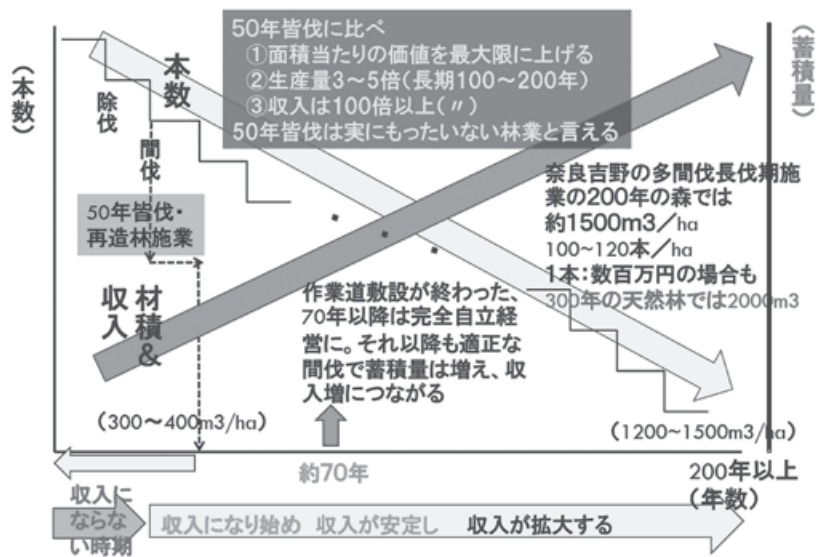 50年皆伐に比べ
①面積当たりの価値を最大限に上げる
②生産量3～5倍(長期100～200年)
③収入は100倍以上(〃)
50年皆伐は実にもったいない林業と言える
(本数)
(蓄積量)
本数
除伐
間伐
50年皆伐・
再造林施業
奈良吉野の多間伐長伐期施
業の200年の森では
約1500m3／ha
100~120本／ha
1本：数百万円の場合も
300年の天然林では2000m3
材積&
収入
作業道敷設が終わった、
70年以降は完全自立経
営に。それ以降も適正な
間伐で蓄積量は増え、収
入増につながる
(300～400m3/ha)
(1200～1500m3/ha)
約70年
200年以上
(年数)
収入に
ならな
い時期
収入になり始め 収入が安定し 収入が拡大する